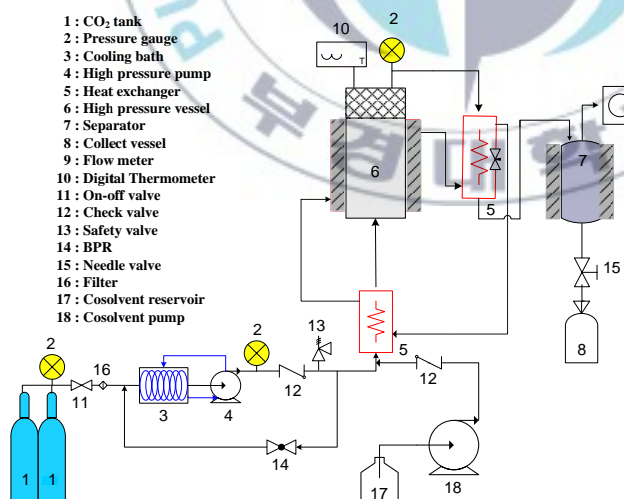 1 : CO2 tank
2 : Pressure gauge
3 : Cooling bath
4 : High pressure pump
5 : Heat exchanger
6 : High pressure vessel
7 : Separator
8 : Collect vessel
9 : Flow meter
10 : Digital Thermometer
11 : On-off valve
12 : Check valve
13 : Safety valve
14 : BPR
15 : Needle valve
16 : Filter
17 : Cosolvent reservoir
18 : Cosolvent pump
10
2
T
6
5
7
15
8
2
16
11
3
4
2
12
13
5
12
14
1
1
17
18